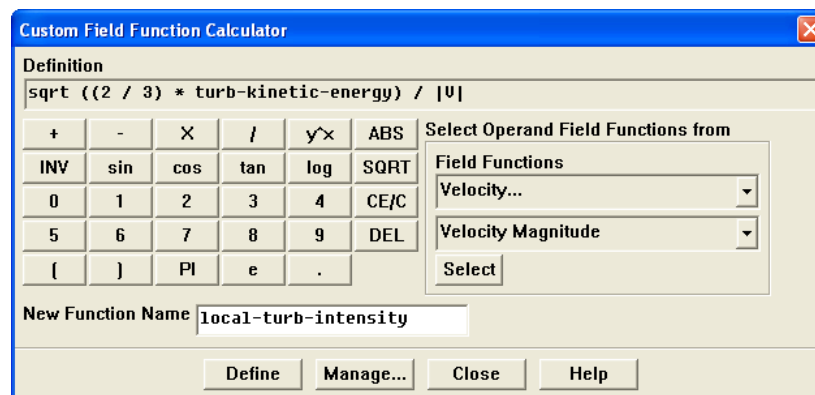 Custom Field Function Calculator
Definition
sqrt ((2 / 3) * turb-kinetic-energy) / |V|
+ - X / y^x ABS
INV sin cos tan log SQRT
0 1 2 3 4 CE/C
5 6 7 8 9 DEL
( ) PI e .
Select Operand Field Functions from
Field Functions
Velocity...
Velocity Magnitude
Select
New Function Name local-turb-intensity
Define Manage... Close Help